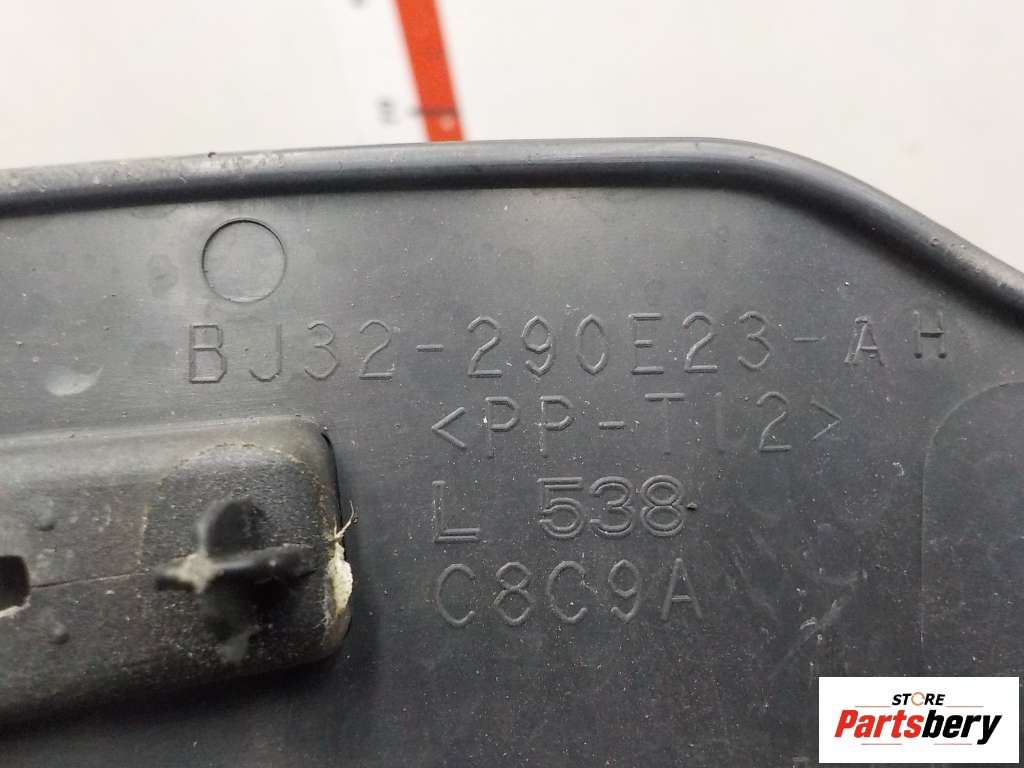 BJ32-290E23-AH
<PP-T12>
L 538
C8C9A
STORE
Partsbery